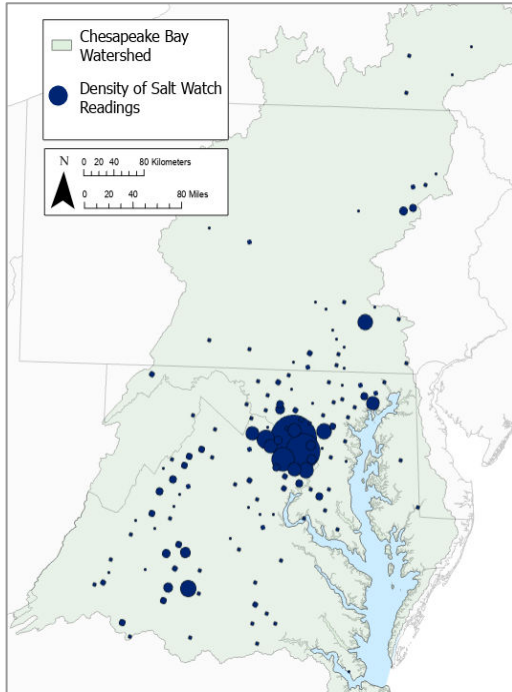 Chesapeake Bay
Watershed
Density of Salt Watch
Readings
N
0 20 40 80 Kilometers
0 20 40 80 Miles